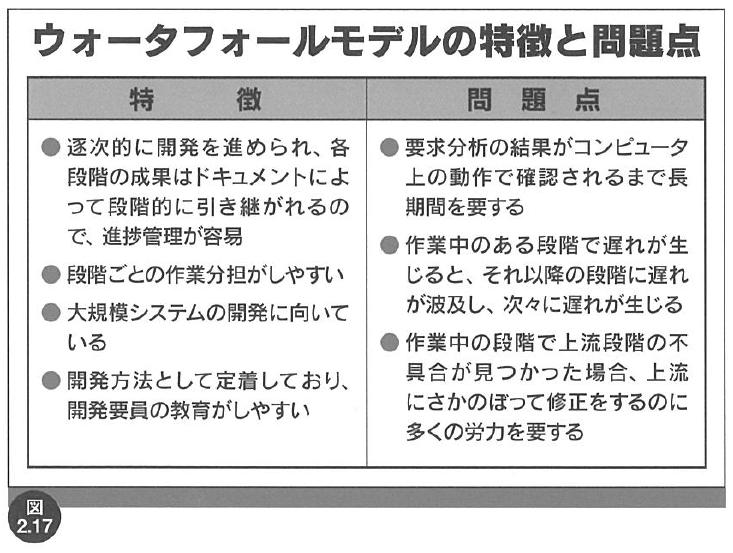 ウォータフォールモデルの特徴と問題点
特徴
● 逐次的に開発を進められ、各
段階の成果はドキュメントによ
って段階的に引き継がれるの
で、進捗管理が容易
● 段階ごとの作業分担がしやすい
● 大規模システムの開発に向いて
いる
● 開発方法として定着しており、
開発要員の教育がしやすい
問題点
● 要求分析の結果がコンピュータ
上の動作で確認されるまで長
期間を要する
● 作業中のある段階で遅れが生
じると、それ以降の段階に遅れ
が波及し、次々に遅れが生じる
● 作業中の段階で上流段階の不
具合が見つかった場合、上流
にさかのぼって修正をするのに
多くの労力を要する
図
2.17